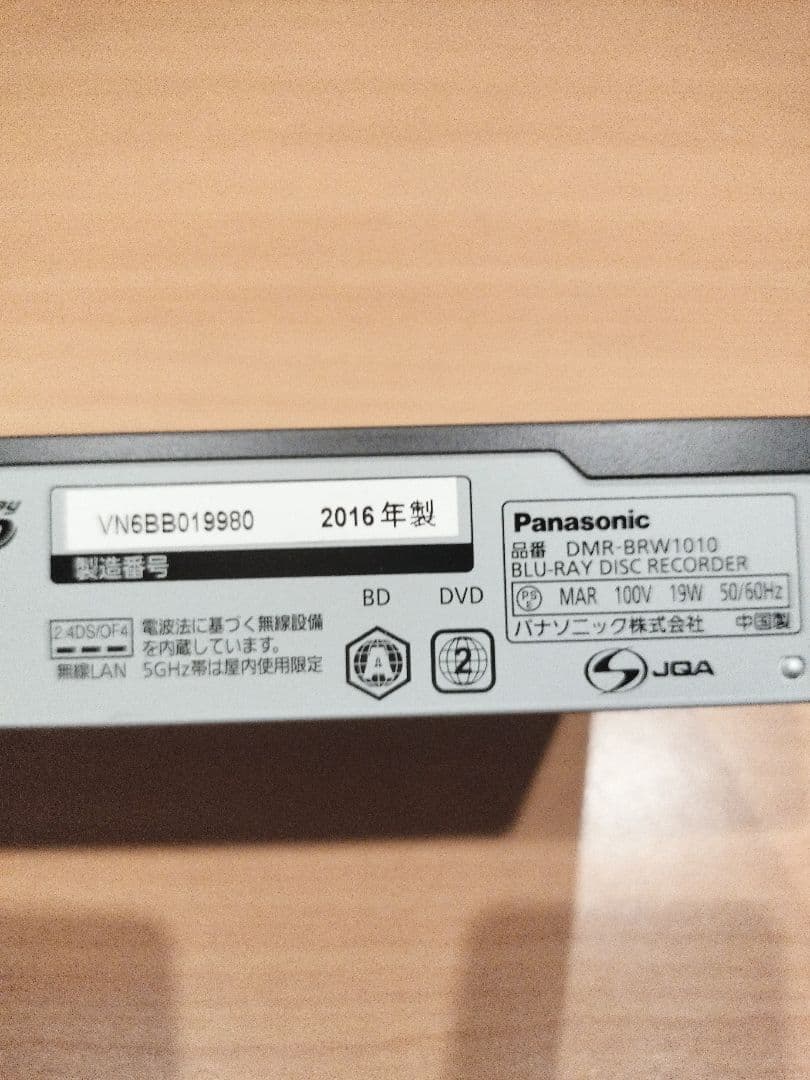 VN6BB019980 2016年製
製造番号
2.4DS/OF4
無線LAN
電波法に基づく無線設備
を内蔵しています。
5GHz帯は屋内使用限定
BD
A
DVD
2
Panasonic
品番 DMR-BRW1010
BLU-RAY DISC RECORDER
PS
E MAR 100V 19W 50/60Hz
パナソニック株式会社 中国製
JQA